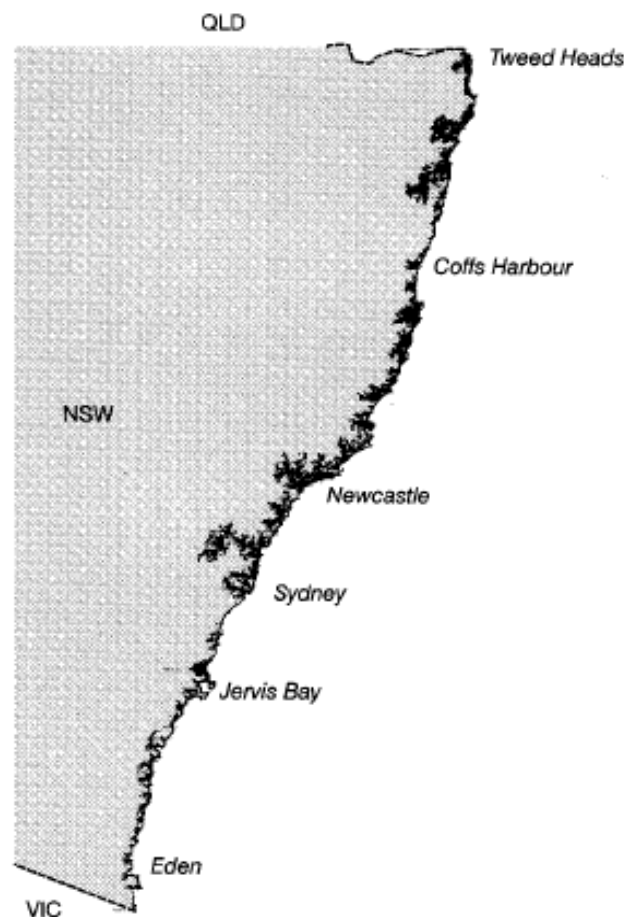 QLD
Tweed Heads
Coffs Harbour
NSW
Newcastle
Sydney
Jervis Bay
Eden
VIC